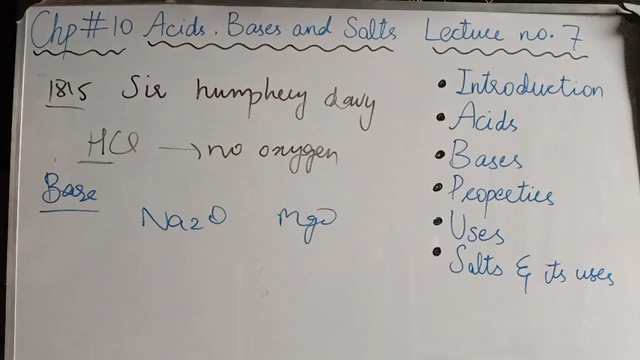 Chp #10 Acids, Bases and Salts Lecture no. 7
1815 Sir humphery davy
HCl → no oxygen
Base
Na2O MgO
• Introduction
• Acids
• Bases
• Properties
• Uses
• Salts & its uses